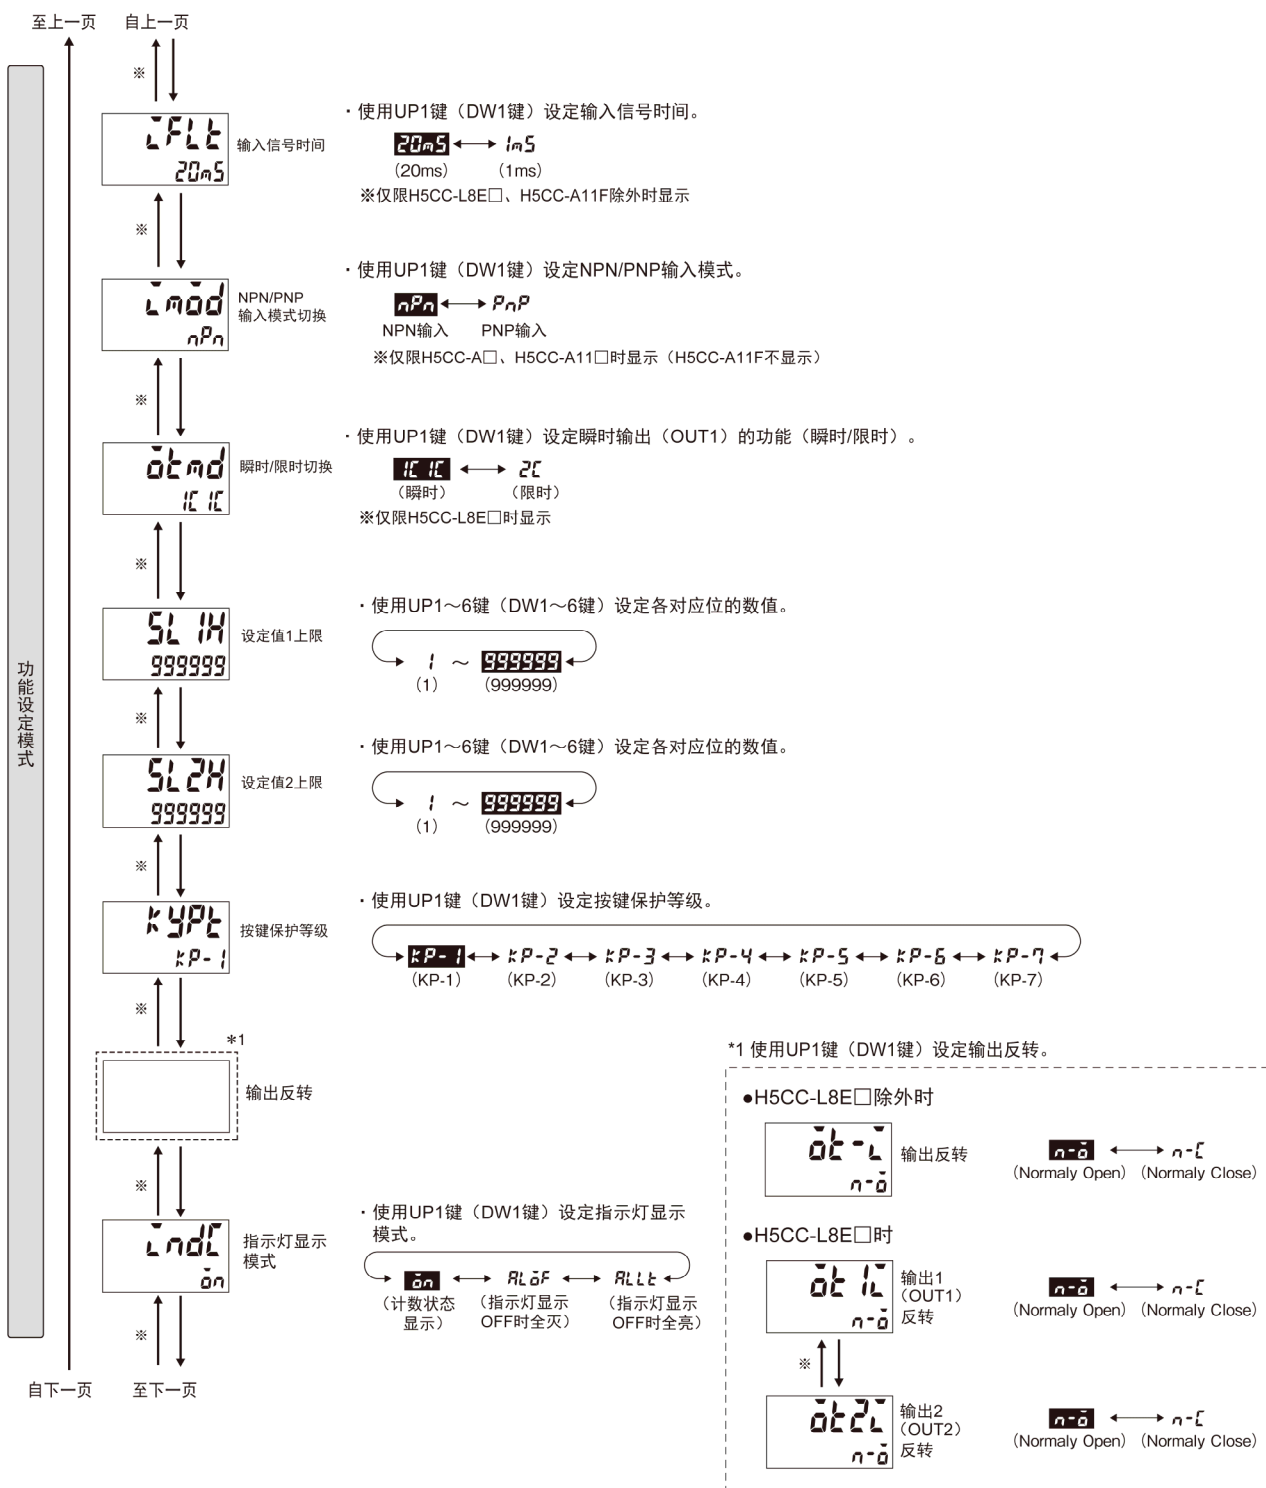 至上一页 自上一页
※
iFLt
20mS
输入信号时间
・使用UP1键（DW1键）设定输入信号时间。
20mS 1mS
(20ms) (1ms)
※仅限H5CC-L8E□、H5CC-A11F除外时显示
※
imod
nPn
NPN/PNP
输入模式切换
・使用UP1键（DW1键）设定NPN/PNP输入模式。
nPn PnP
NPN输入 PNP输入
※仅限H5CC-A□、H5CC-A11□时显示（H5CC-A11F不显示）
※
otmd
1C 1C
瞬时/限时切换
・使用UP1键（DW1键）设定瞬时输出（OUT1）的功能（瞬时/限时）。
1C 1C 2C
（瞬时） （限时）
※仅限H5CC-L8E□时显示
※
SL 1H
999999
设定值1上限
・使用UP1～6键（DW1～6键）设定各对应位的数值。
1 ～ 999999
(1) (999999)
※
SL2H
999999
设定值2上限
・使用UP1～6键（DW1～6键）设定各对应位的数值。
1 ～ 999999
(1) (999999)
※
KYPt
KP-1
按键保护等级
・使用UP1键（DW1键）设定按键保护等级。
KP-1 KP-2 KP-3 KP-4 KP-5 KP-6 KP-7
(KP-1) (KP-2) (KP-3) (KP-4) (KP-5) (KP-6) (KP-7)
※
*1
输出反转
※
indC
on
指示灯显示
模式
・使用UP1键（DW1键）设定指示灯显示
模式。
on ALoF ALLt
（计数状态
显示）
（指示灯显示
OFF时全灭）
（指示灯显示
OFF时全亮）
※
自下一页 至下一页
功能设定模式
*1 使用UP1键（DW1键）设定输出反转。
●H5CC-L8E□除外时
ot-i
n-o
输出反转
n-o n-C
(Normaly Open) (Normaly Close)
●H5CC-L8E□时
ot 1i
n-o
输出1
（OUT1）
反转
n-o n-C
(Normaly Open) (Normaly Close)
※
ot2i
n-o
输出2
（OUT2）
反转
n-o n-C
(Normaly Open) (Normaly Close)